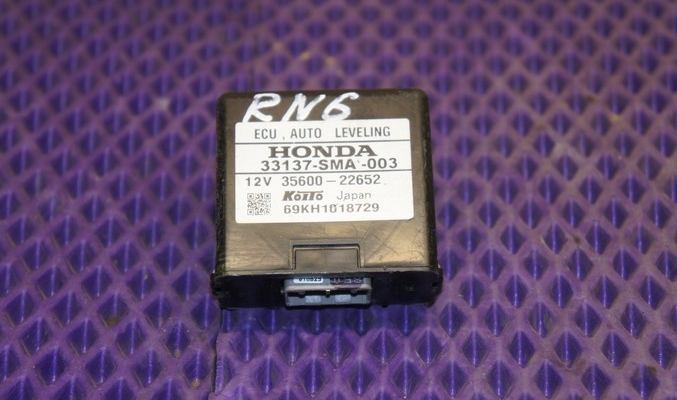 RN6
ECU , AUTO LEVELING
HONDA
33137-SMA -003
12V 35600-22652
KOITO Japan
69KH1018729